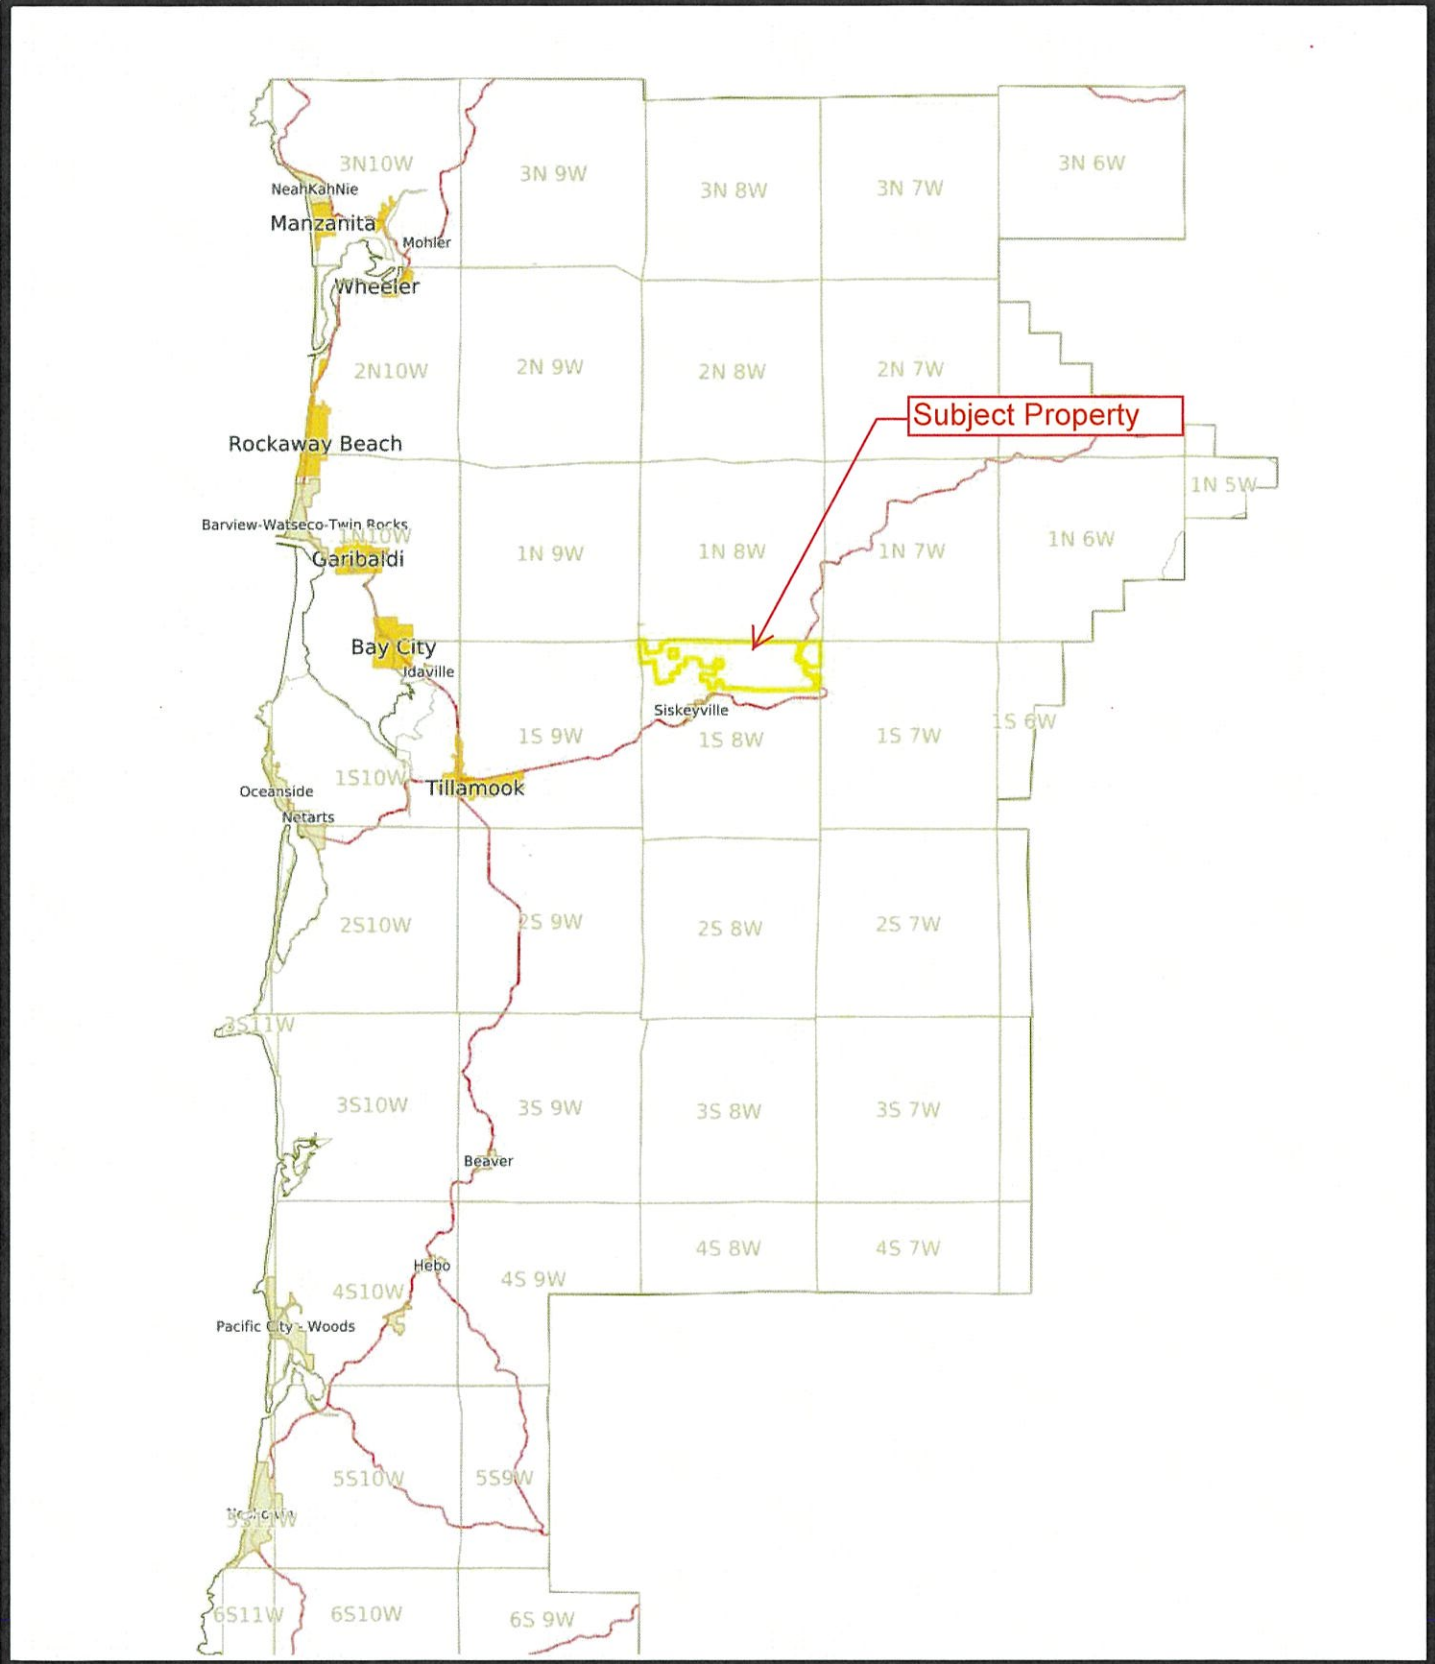 3N10W
3N 9W
3N 8W
3N 7W
3N 6W
NeahKahNie
Manzanita
Mohler
Wheeler
2N10W
2N 9W
2N 8W
2N 7W
Subject Property
Rockaway Beach
1N 5W
Barview-Watseco-Twin Rocks
1N10W
1N 9W
1N 8W
1N 7W
1N 6W
Garibaldi
Bay City
Idaville
Siskeyville
1S 9W
1S 8W
1S 7W
1S 6W
1S10W
Tillamook
Oceanside
Netarts
2S10W
2S 9W
2S 8W
2S 7W
3S11W
3S10W
3S 9W
3S 8W
3S 7W
Beaver
4S 8W
4S 7W
Hebo
4S10W
4S 9W
Pacific City - Woods
5S10W
5S9W
5S11W
6S11W
6S10W
6S 9W